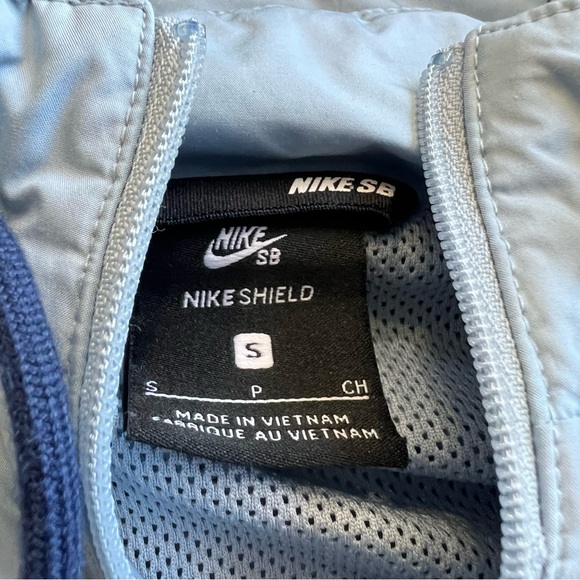 NIKE SB
NIKE
SB
NIKE SHIELD
S
S P CH
MADE IN VIETNAM
FABRIQUE AU VIETNAM